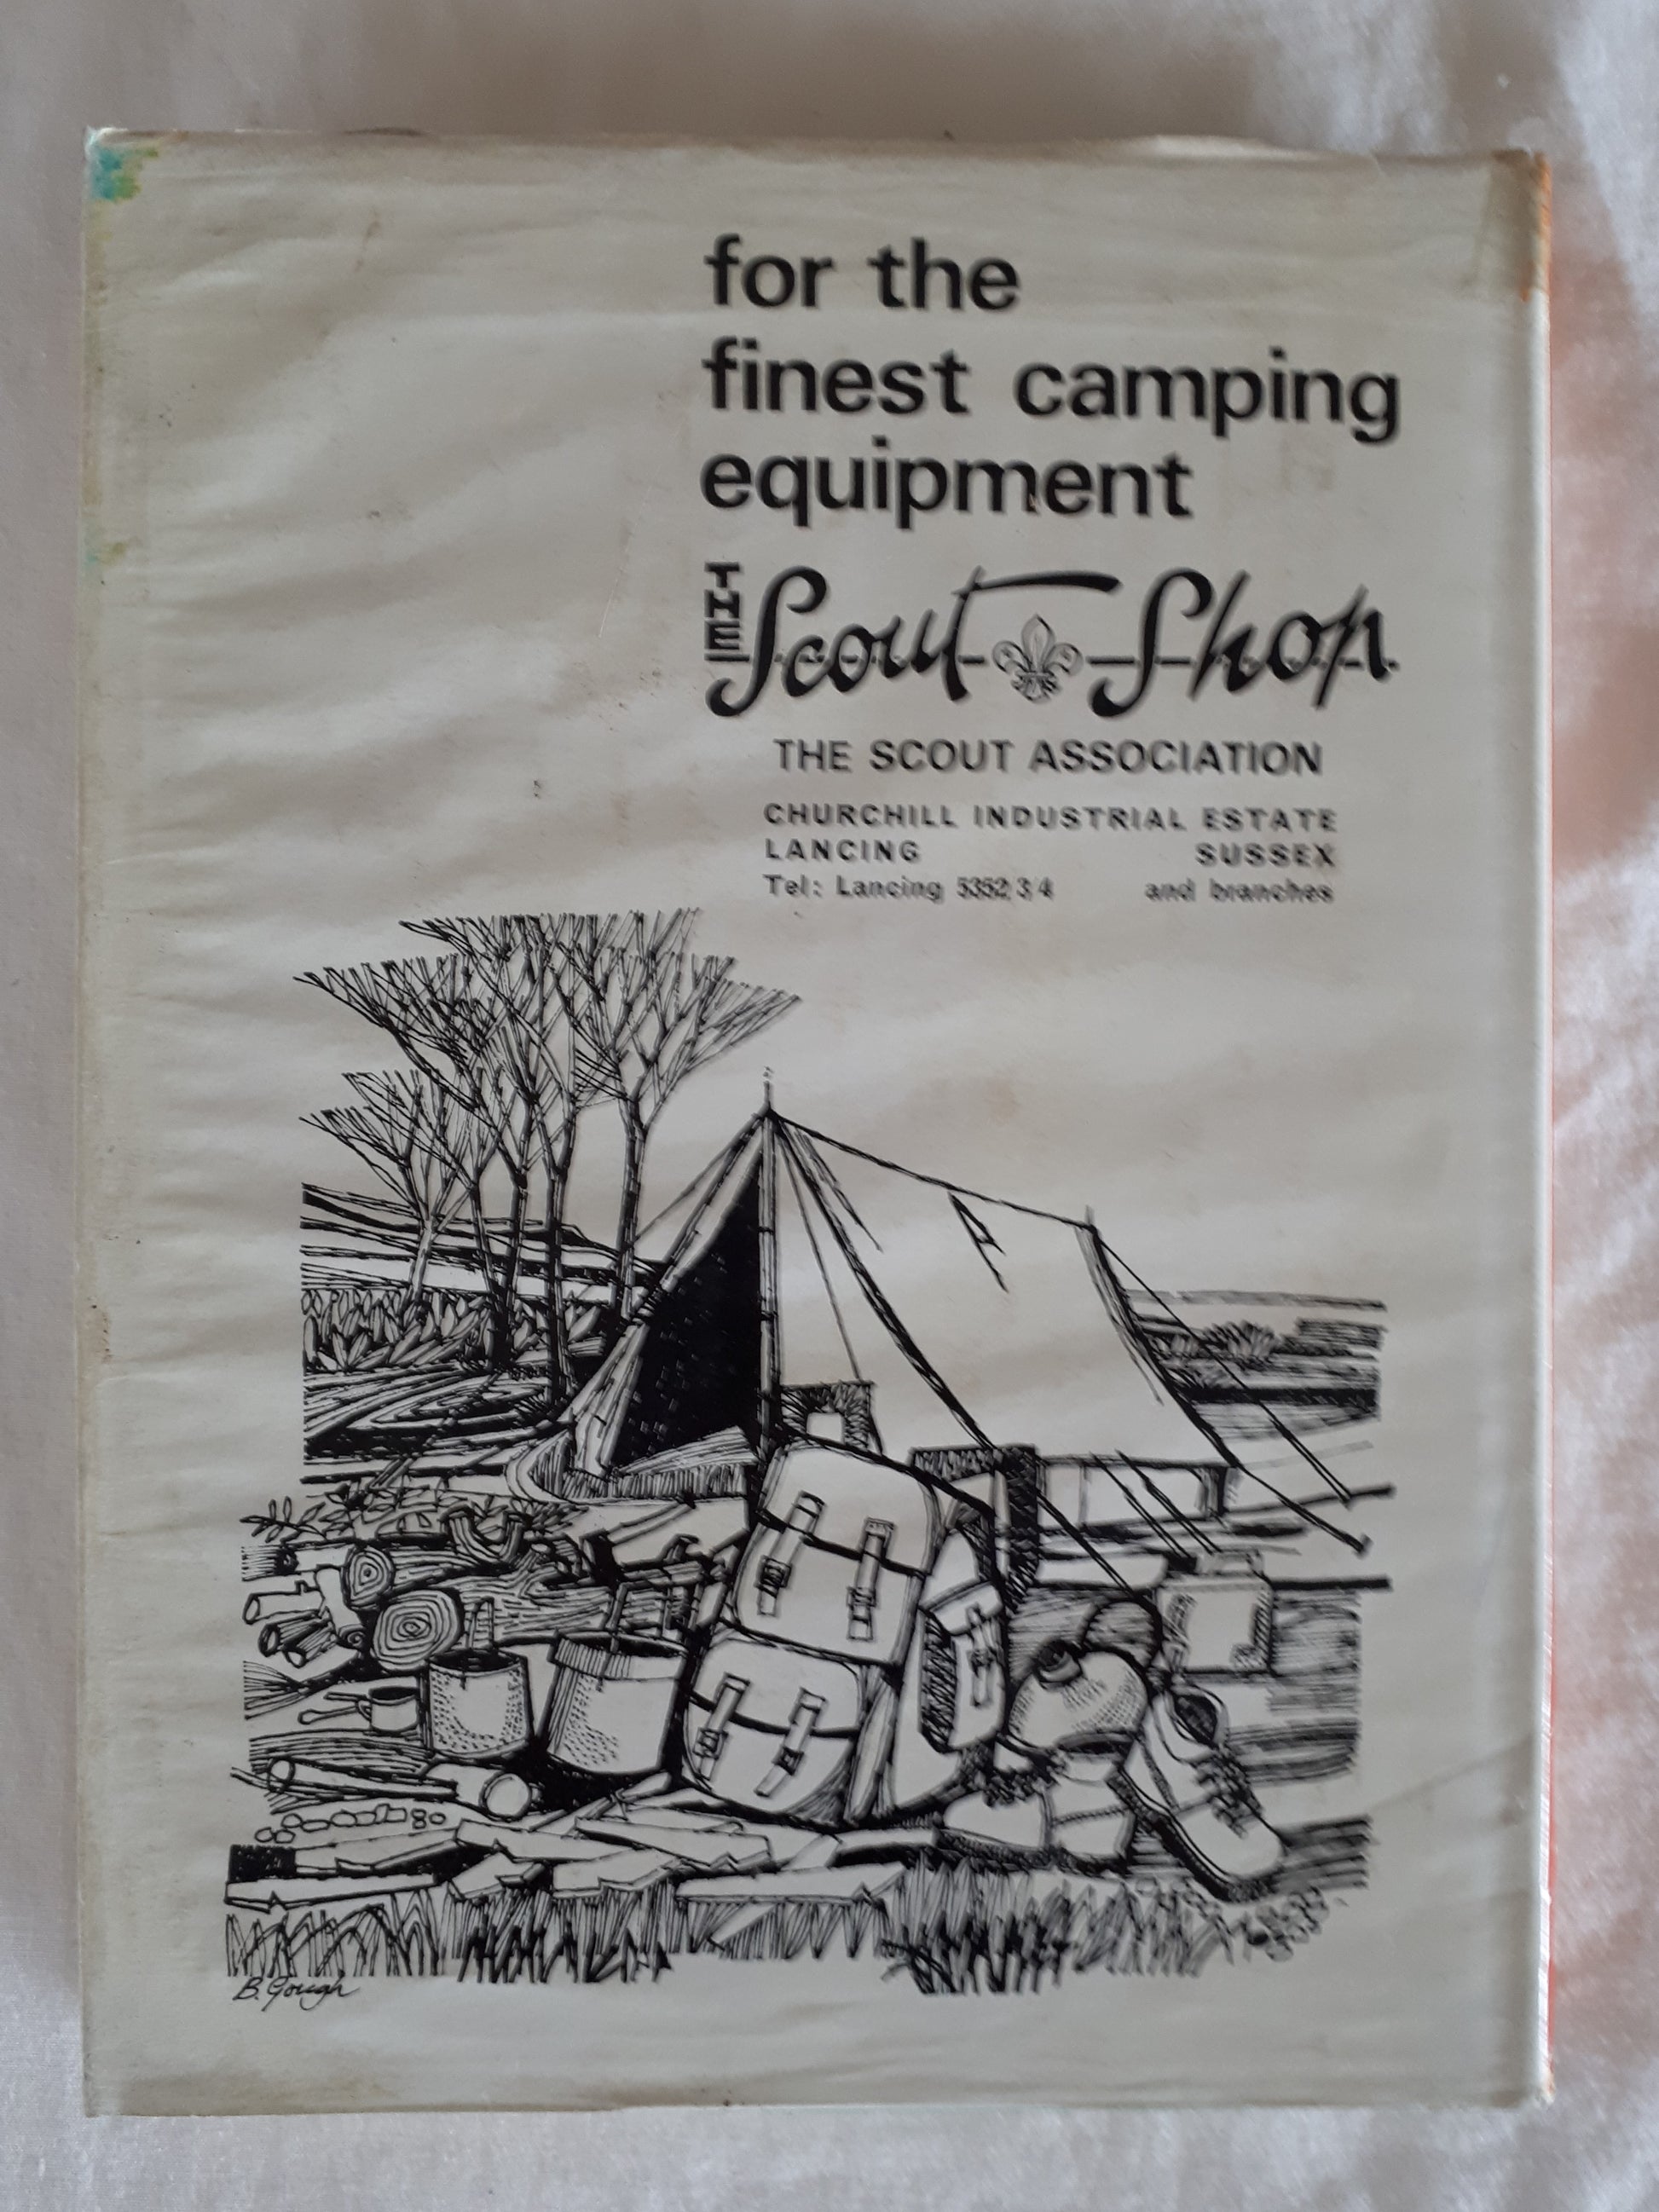 for the
finest camping
equipment
THE Scout Shop
THE SCOUT ASSOCIATION
CHURCHILL INDUSTRIAL ESTATE
LANCING SUSSEX
Tel: Lancing 5352 3/4 and branches
B. Gough